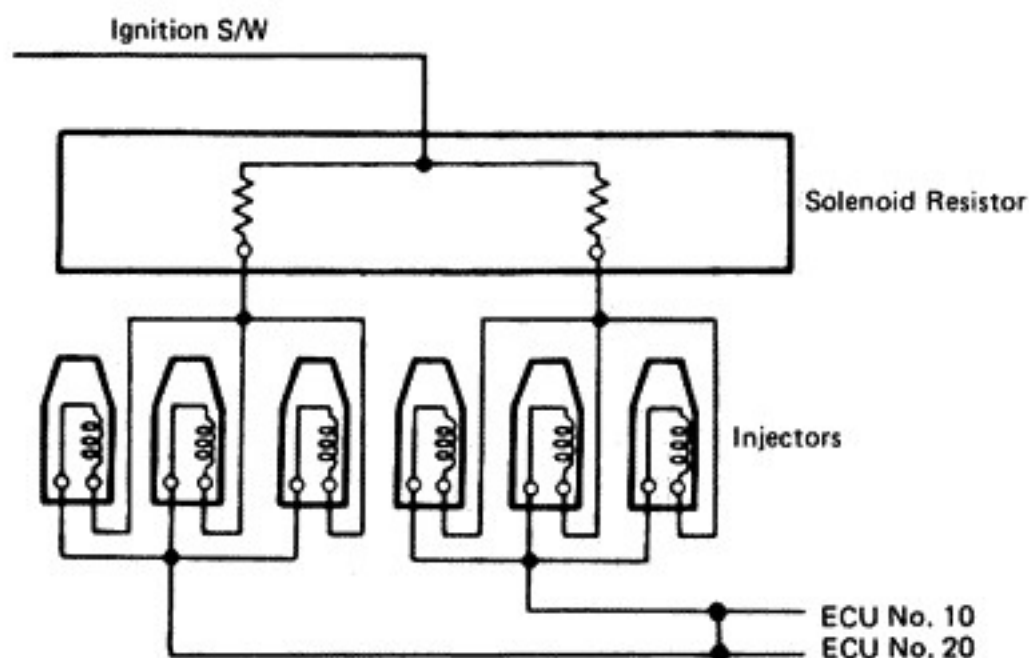 Ignition S/W
Solenoid Resistor
Injectors
ECU No. 10
ECU No. 20